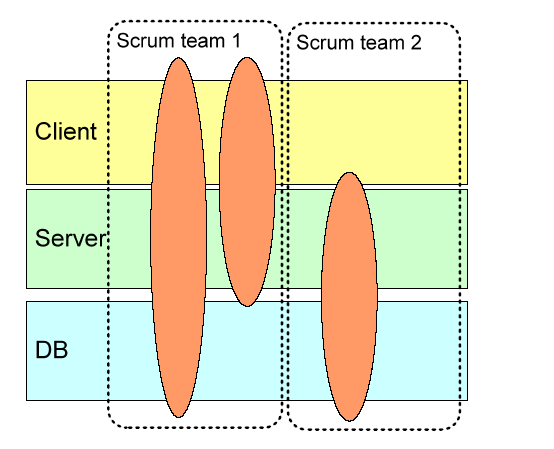 Scrum team 1
Scrum team 2
Client
Server
DB